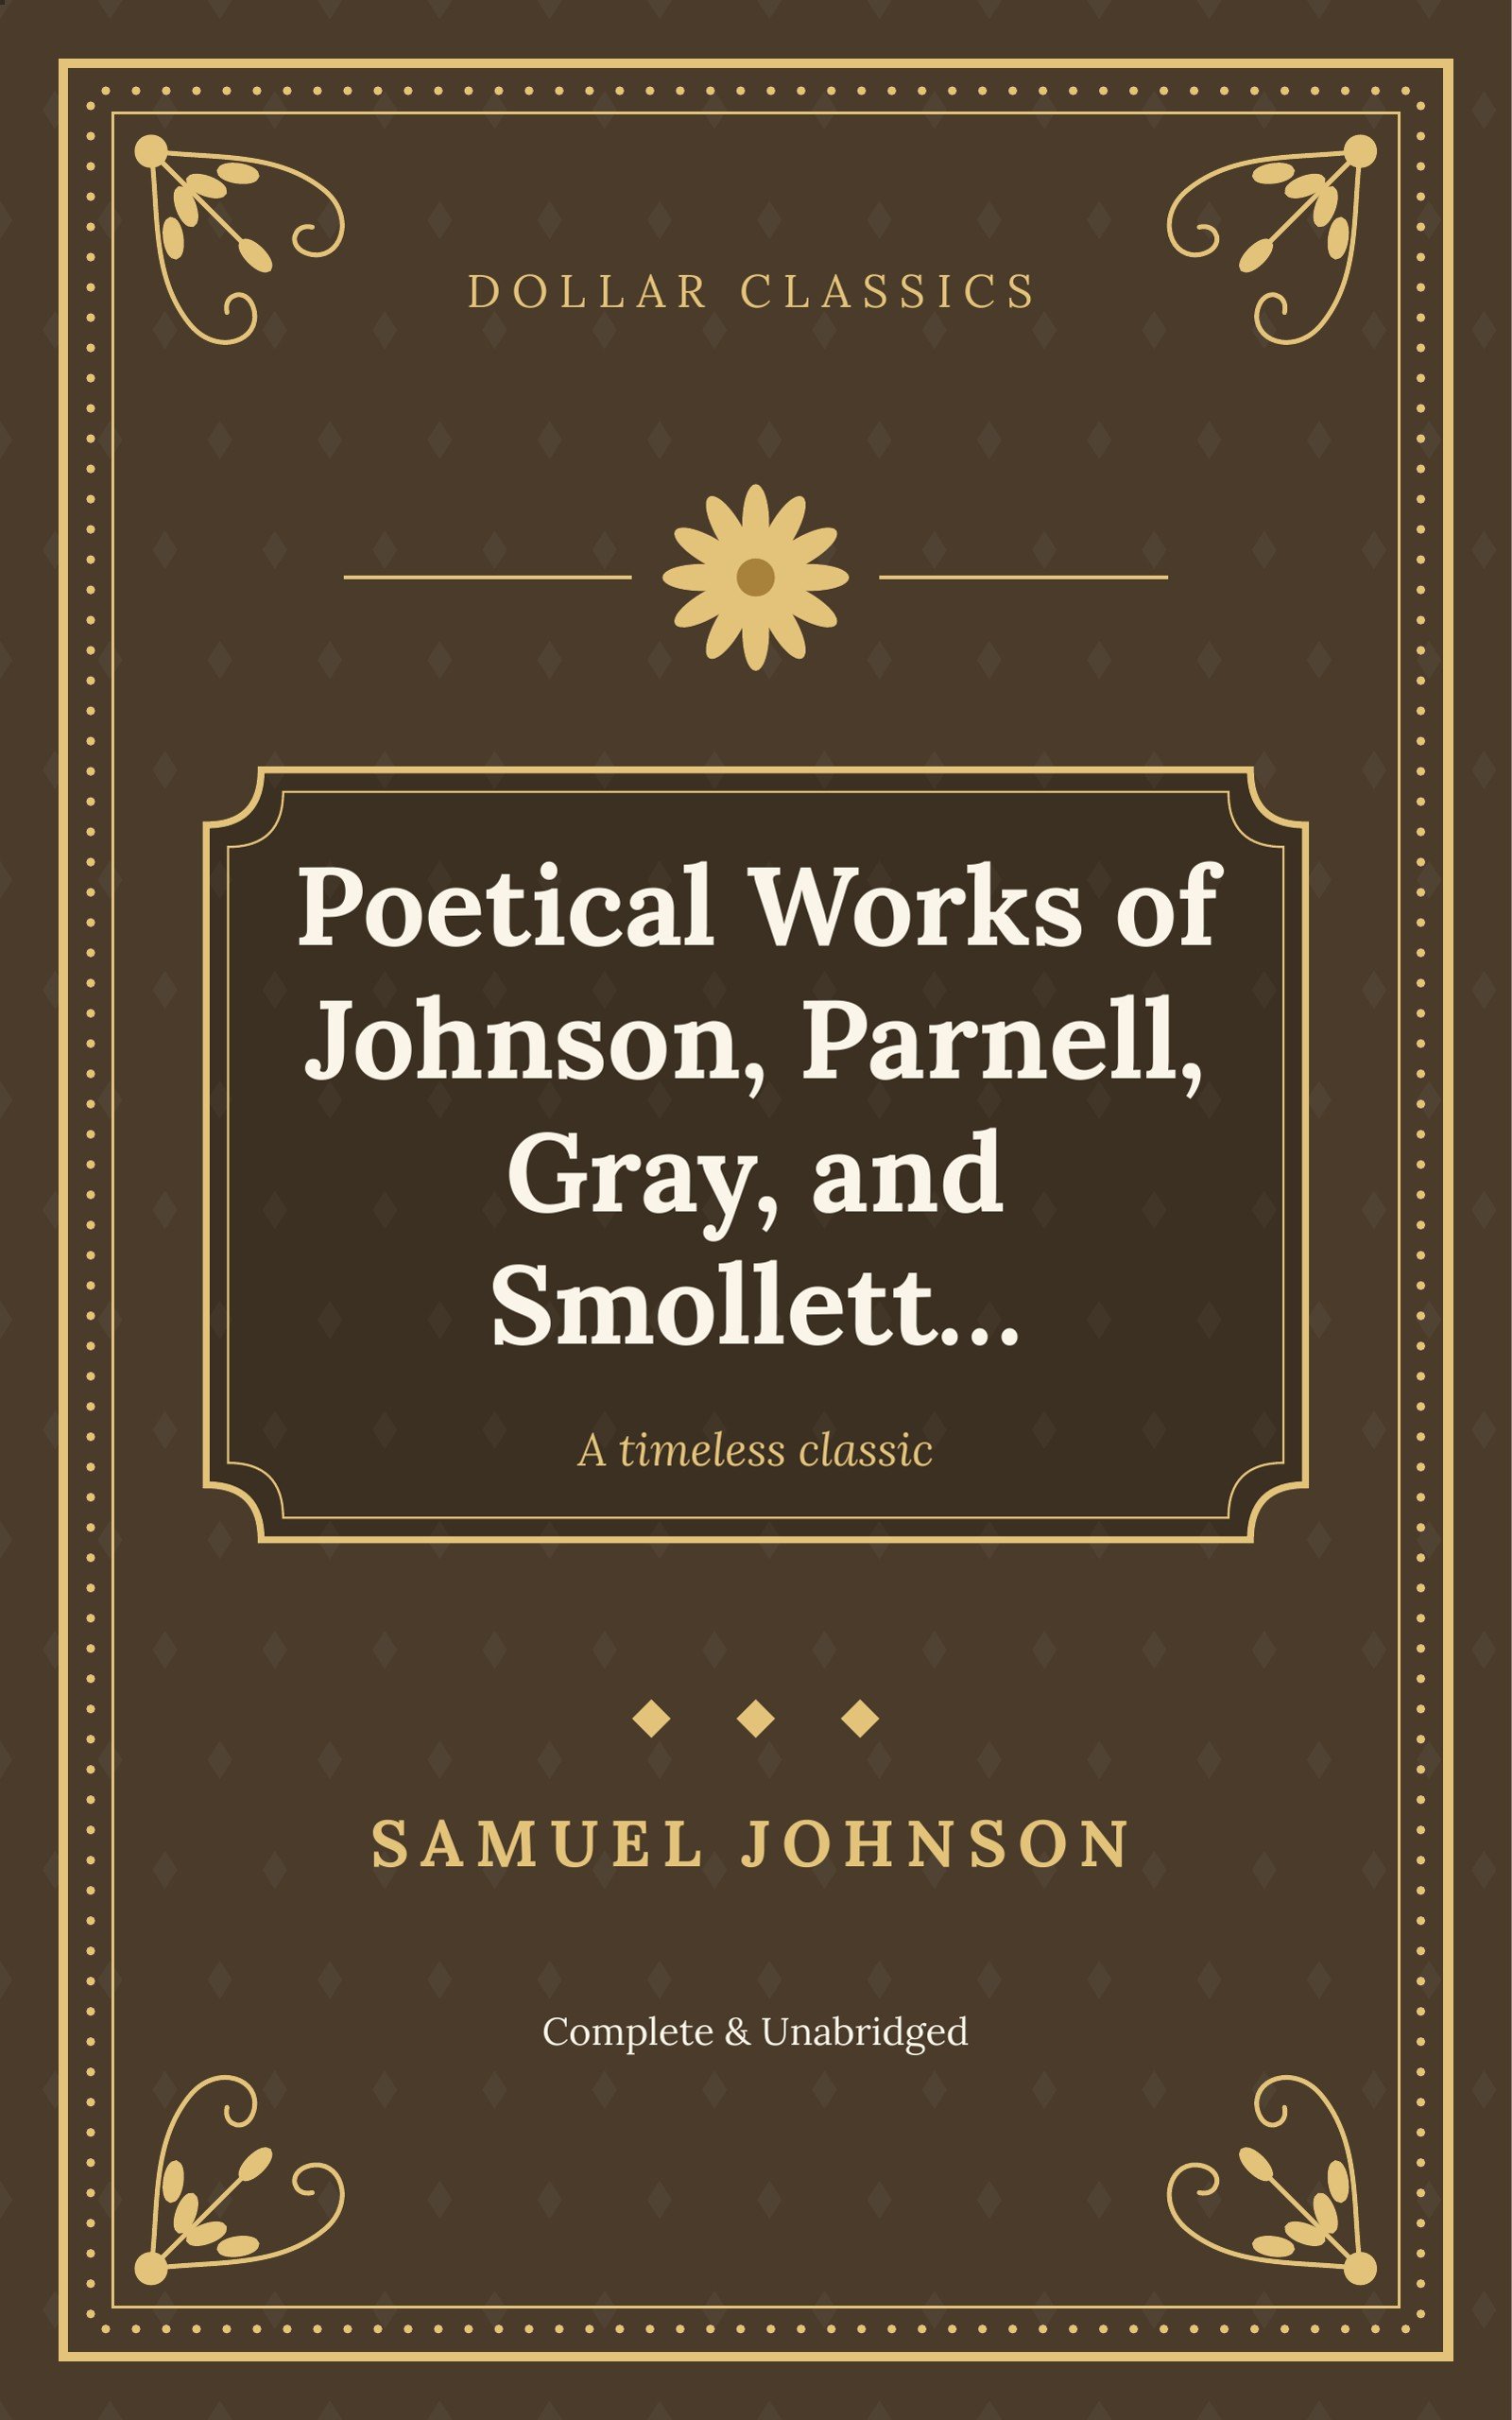 DOLLAR CLASSICS
Poetical Works of
Johnson, Parnell,
Gray, and
Smollett...
A timeless classic
SAMUEL JOHNSON
Complete & Unabridged